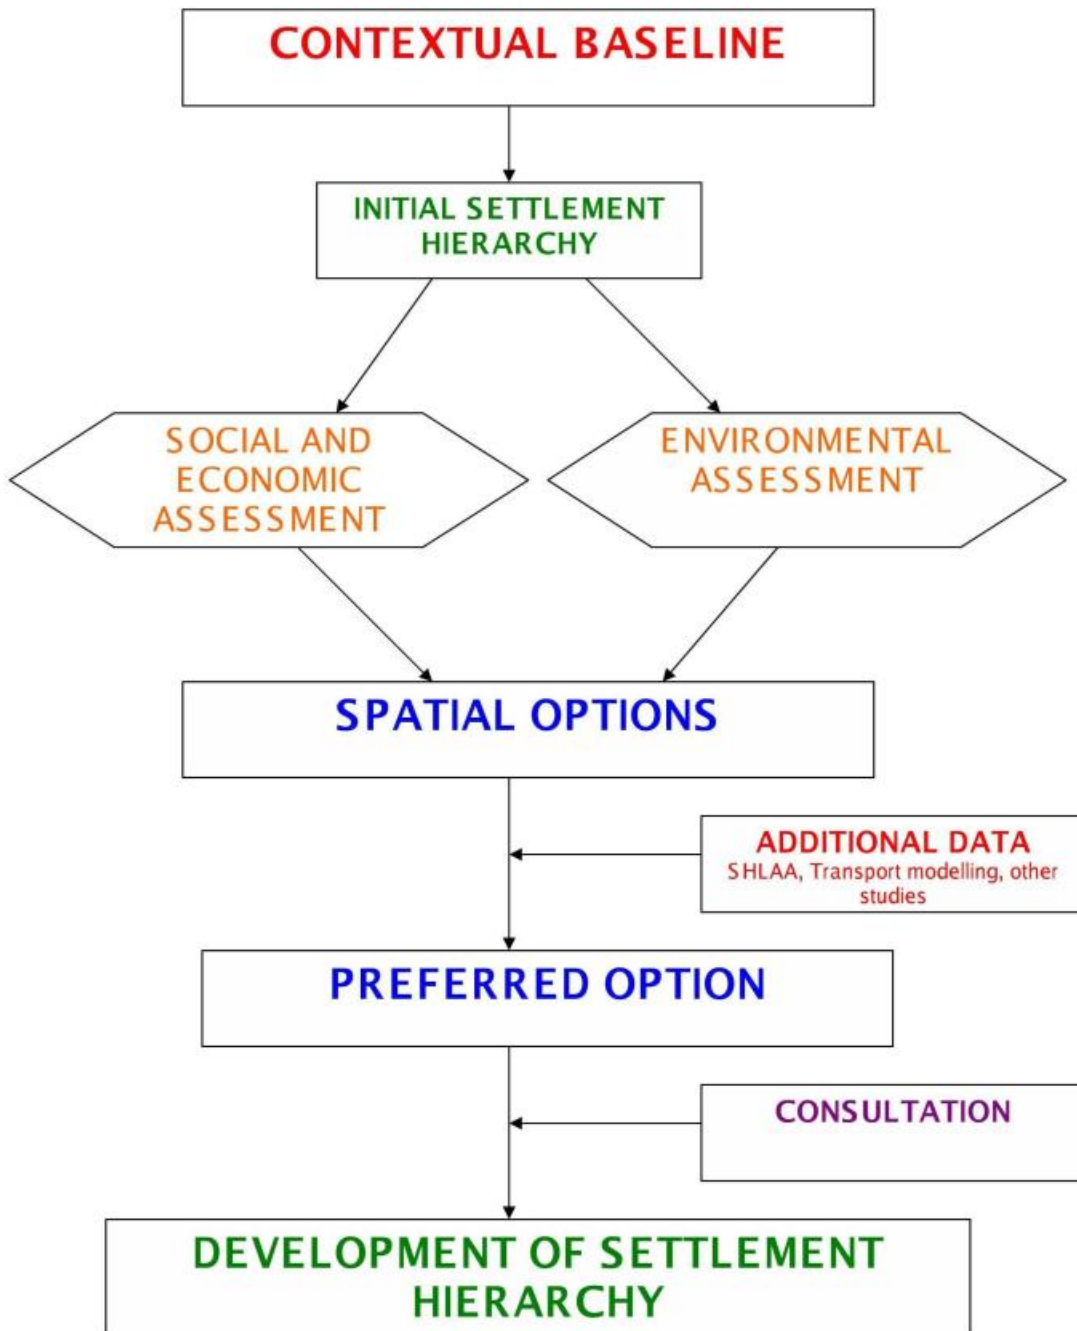 CONTEXTUAL BASELINE
INITIAL SETTLEMENT
HIERARCHY
SOCIAL AND
ECONOMIC
ASSESSMENT
ENVIRONMENTAL
ASSESSMENT
SPATIAL OPTIONS
ADDITIONAL DATA
SHLAA, Transport modelling, other
studies
PREFERRED OPTION
CONSULTATION
DEVELOPMENT OF SETTLEMENT
HIERARCHY